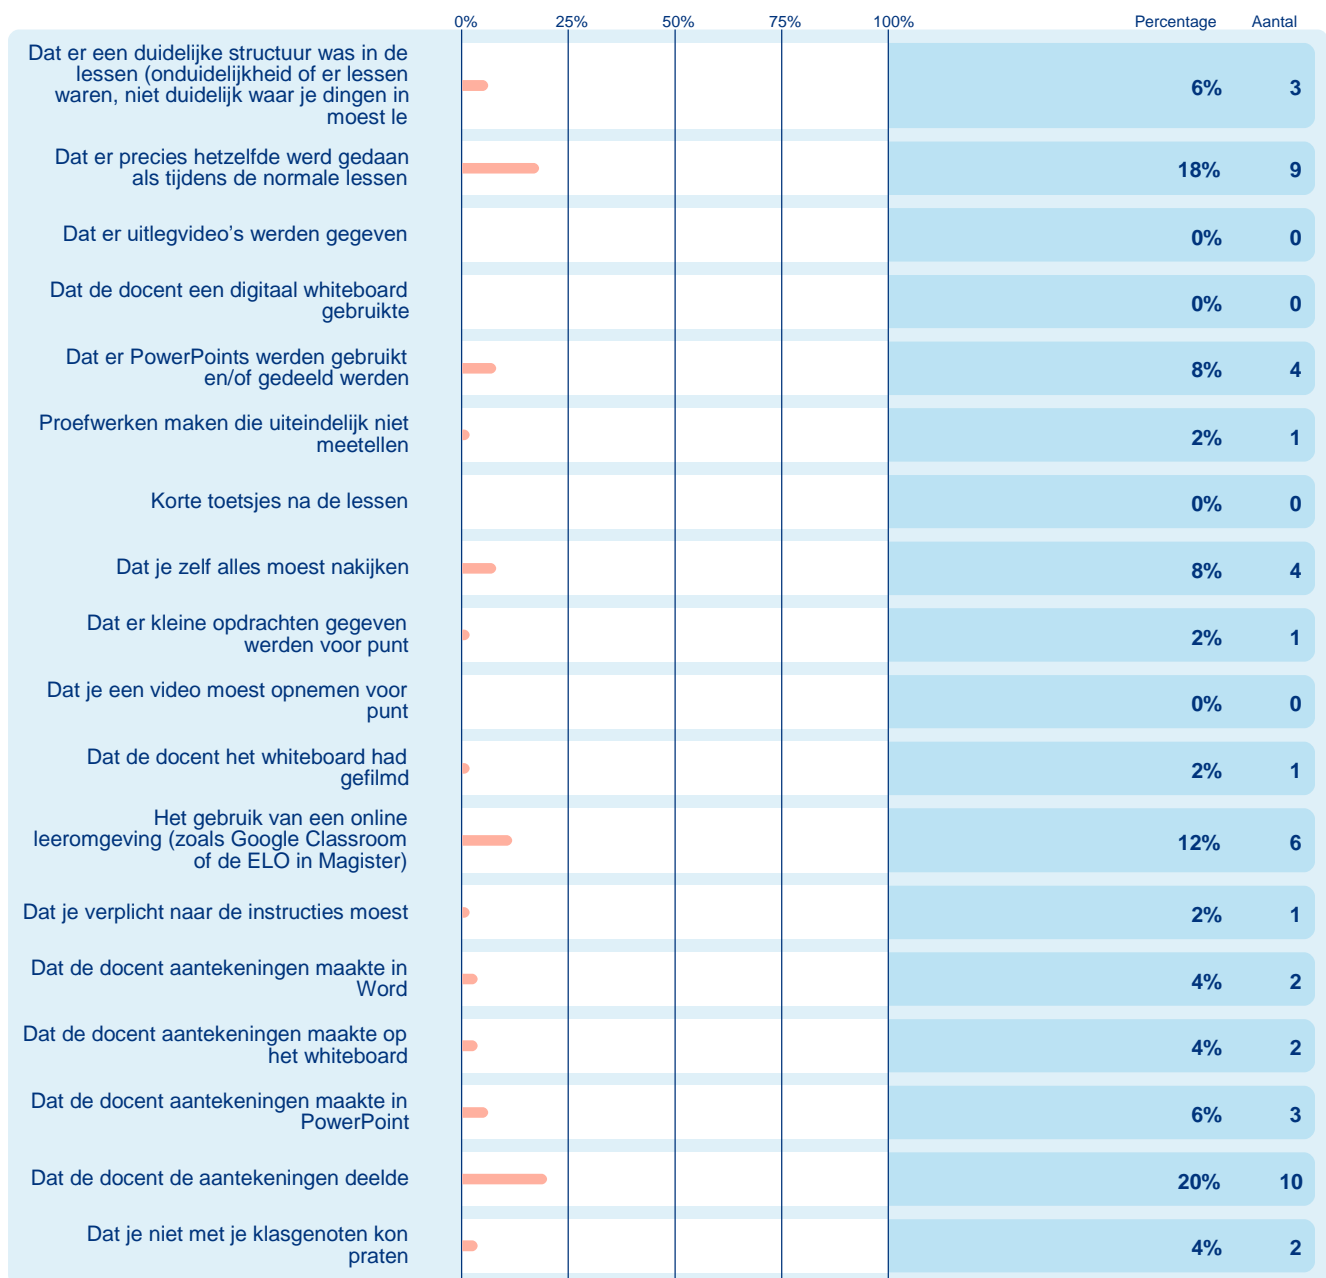 0% 25% 50% 75% 100% Percentage Aantal
Dat er een duidelijke structuur was in de
lessen (onduidelijkheid of er lessen
waren, niet duidelijk waar je dingen in
moest le
6% 3
Dat er precies hetzelfde werd gedaan
als tijdens de normale lessen
18% 9
Dat er uitlegvideo’s werden gegeven
0% 0
Dat de docent een digitaal whiteboard
gebruikte
0% 0
Dat er PowerPoints werden gebruikt
en/of gedeeld werden
8% 4
Proefwerken maken die uiteindelijk niet
meetellen
2% 1
Korte toetsjes na de lessen
0% 0
Dat je zelf alles moest nakijken
8% 4
Dat er kleine opdrachten gegeven
werden voor punt
2% 1
Dat je een video moest opnemen voor
punt
0% 0
Dat de docent het whiteboard had
gefilmd
2% 1
Het gebruik van een online
leeromgeving (zoals Google Classroom
of de ELO in Magister)
12% 6
Dat je verplicht naar de instructies moest
2% 1
Dat de docent aantekeningen maakte in
Word
4% 2
Dat de docent aantekeningen maakte op
het whiteboard
4% 2
Dat de docent aantekeningen maakte in
PowerPoint
6% 3
Dat de docent de aantekeningen deelde
20% 10
Dat je niet met je klasgenoten kon
praten
4% 2